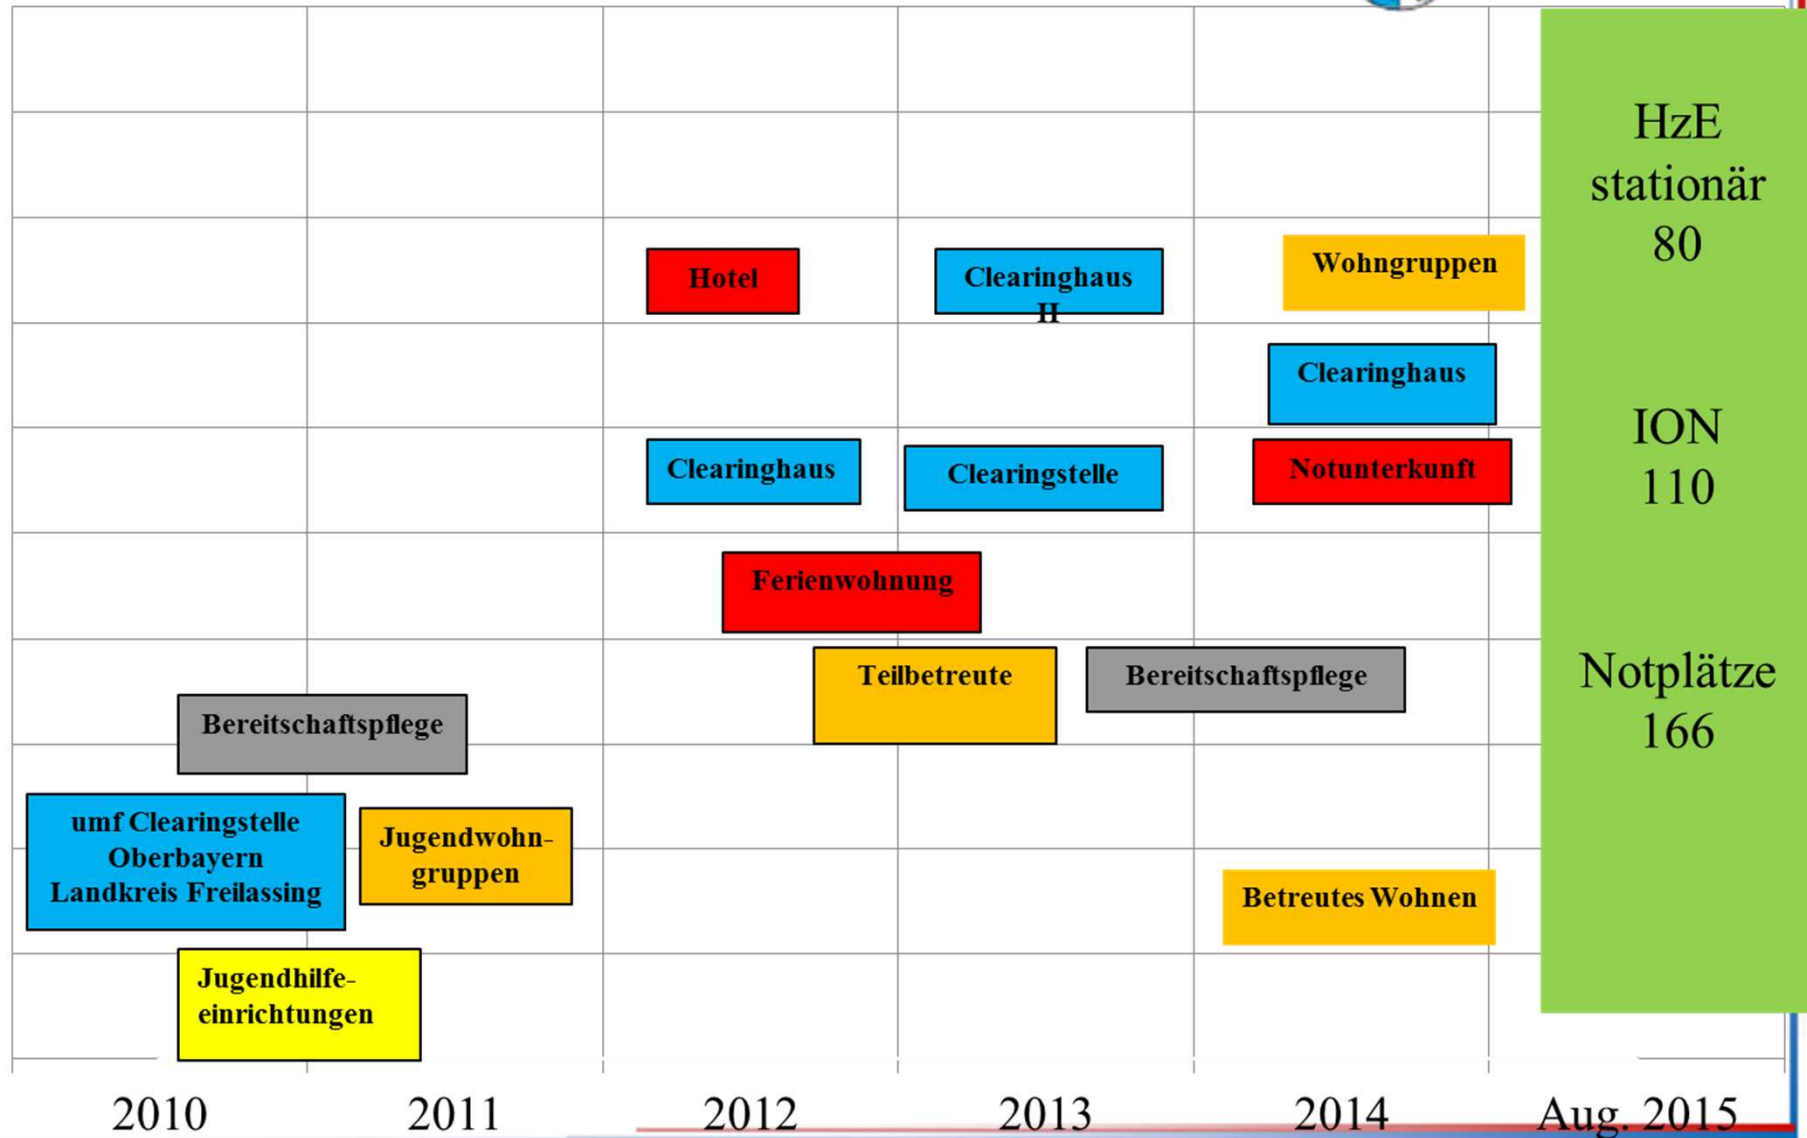 HzE
stationär
80
Hotel
Clearinghaus
II
Wohngruppen
Clearinghaus
ION
110
Clearinghaus
Clearingstelle
Notunterkunft
Ferienwohnung
Teilbetreute
Bereitschaftspflege
Notplätze
166
Bereitschaftspflege
umf Clearingstelle
Oberbayern
Landkreis Freilassing
Jugendwohn-
gruppen
Betreutes Wohnen
Jugendhilfe-
einrichtungen
2010
2011
2012
2013
2014
Aug. 2015